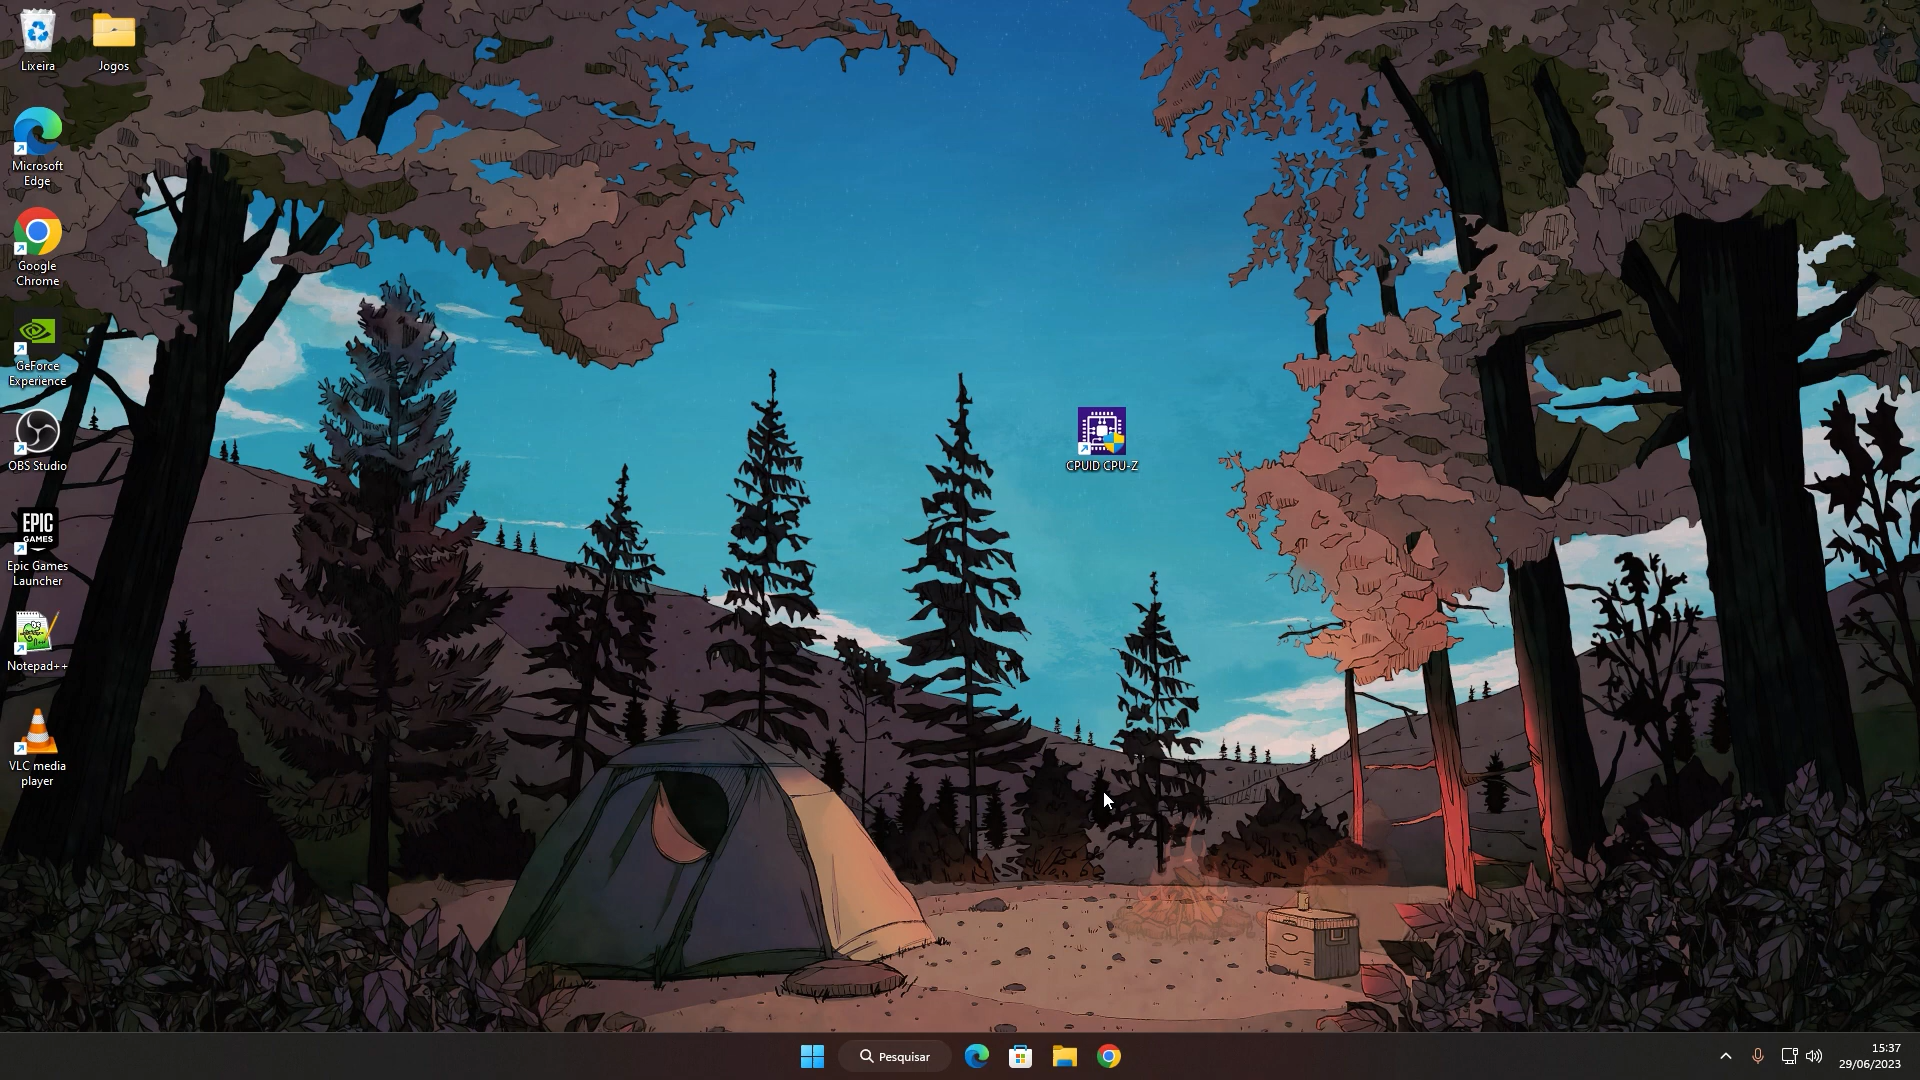 Lixeira
Jogos
Microsoft
Edge
Google
Chrome
GeForce
Experience
OBS Studio
EPIC
GAMES
Epic Games
Launcher
Notepad++
VLC media
player
CPUID CPU-Z
Pesquisar
15:37
29/06/2023